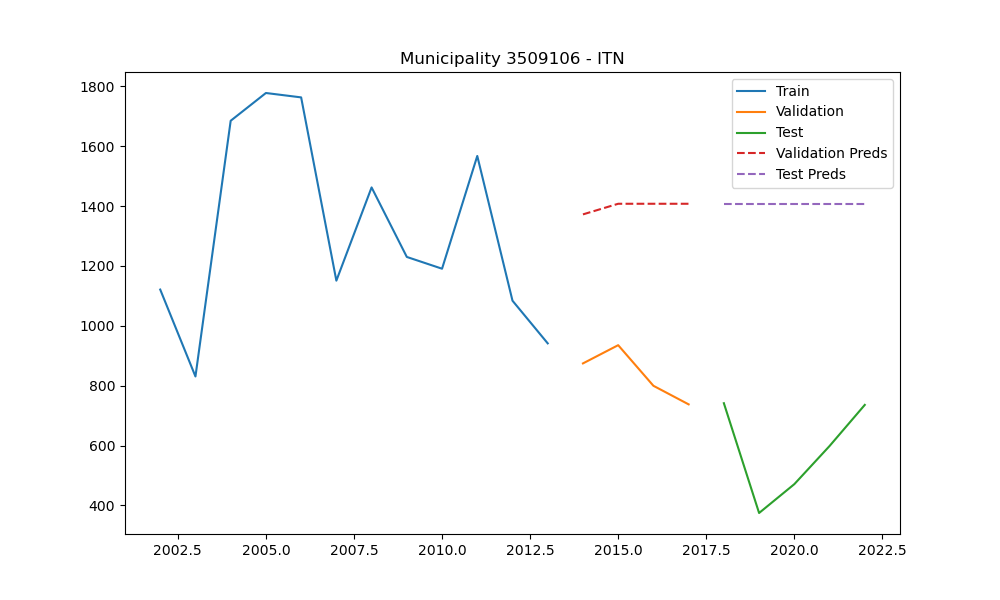 Municipality 3509106 - ITN
1800
1600
1400
1200
1000
800
600
400
Train
Validation
Test
Validation Preds
Test Preds
2002.5 2005.0 2007.5 2010.0 2012.5 2015.0 2017.5 2020.0 2022.5